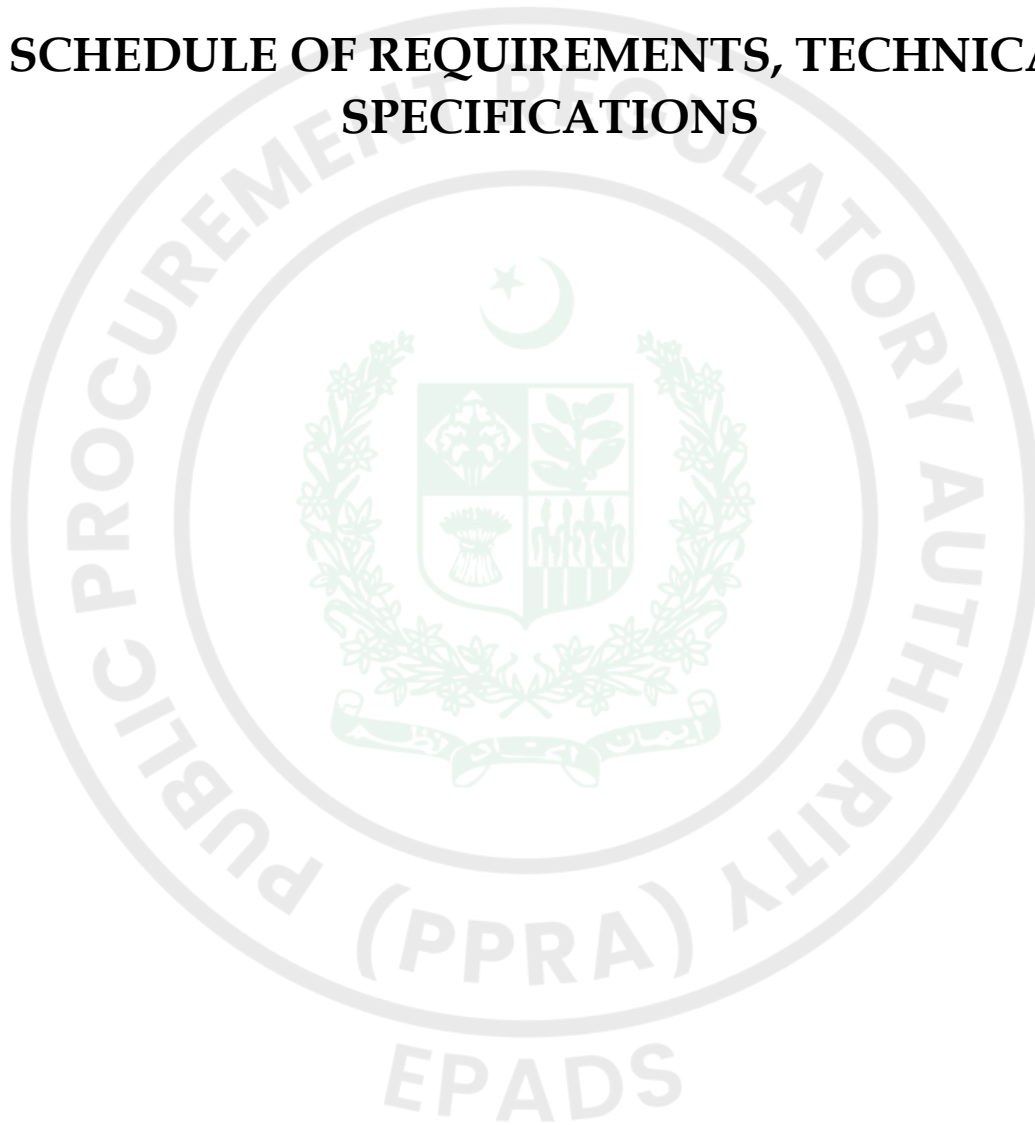 SCHEDULE OF REQUIREMENTS, TECHNICA
SPECIFICATIONS
PUBLIC PROCUREMENT REGULATORY AUTHORITY
(PPRA)
EPADS